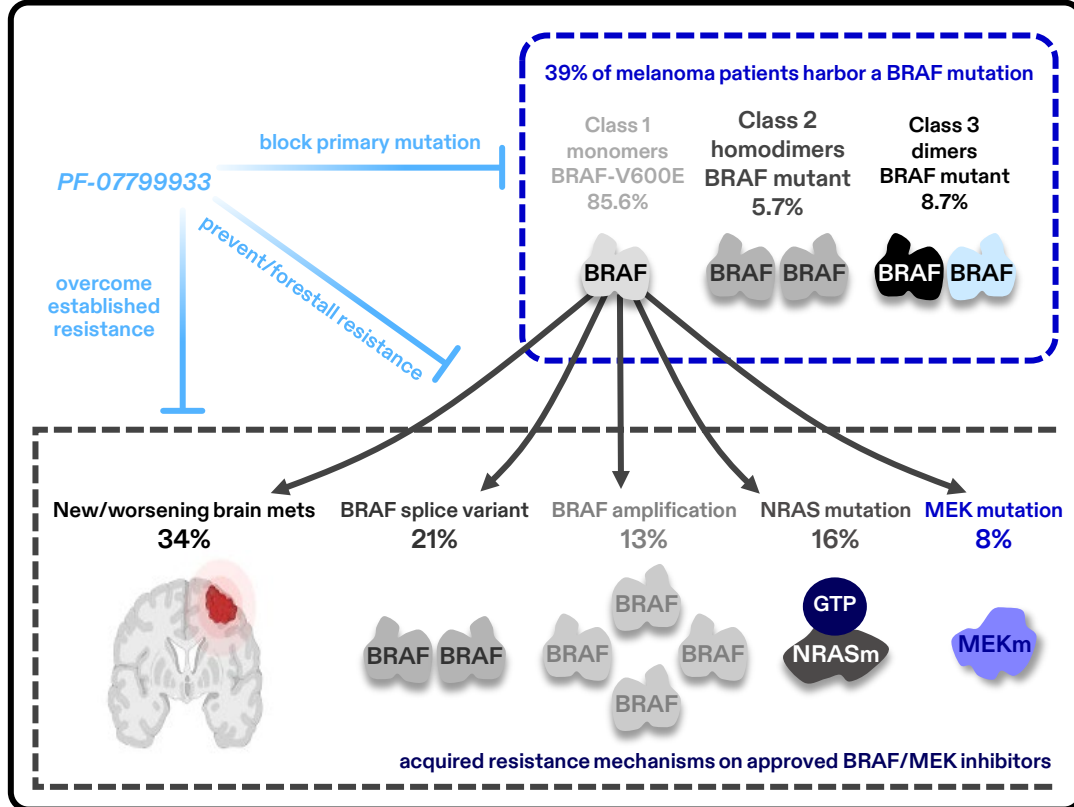 39% of melanoma patients harbor a BRAF mutation
block primary mutation
PF-07799933
prevent/forestall resistance
overcome
established
resistance
Class 1
monomers
BRAF-V600E
85.6%
BRAF
Class 2
homodimers
BRAF mutant
5.7%
BRAF BRAF
Class 3
dimers
BRAF mutant
8.7%
BRAF BRAF
New/worsening brain mets
34%
BRAF splice variant
21%
BRAF BRAF
BRAF amplification
13%
BRAF
BRAF
BRAF
BRAF
NRAS mutation
16%
GTP
NRASm
MEK mutation
8%
MEKm
acquired resistance mechanisms on approved BRAF/MEK inhibitors